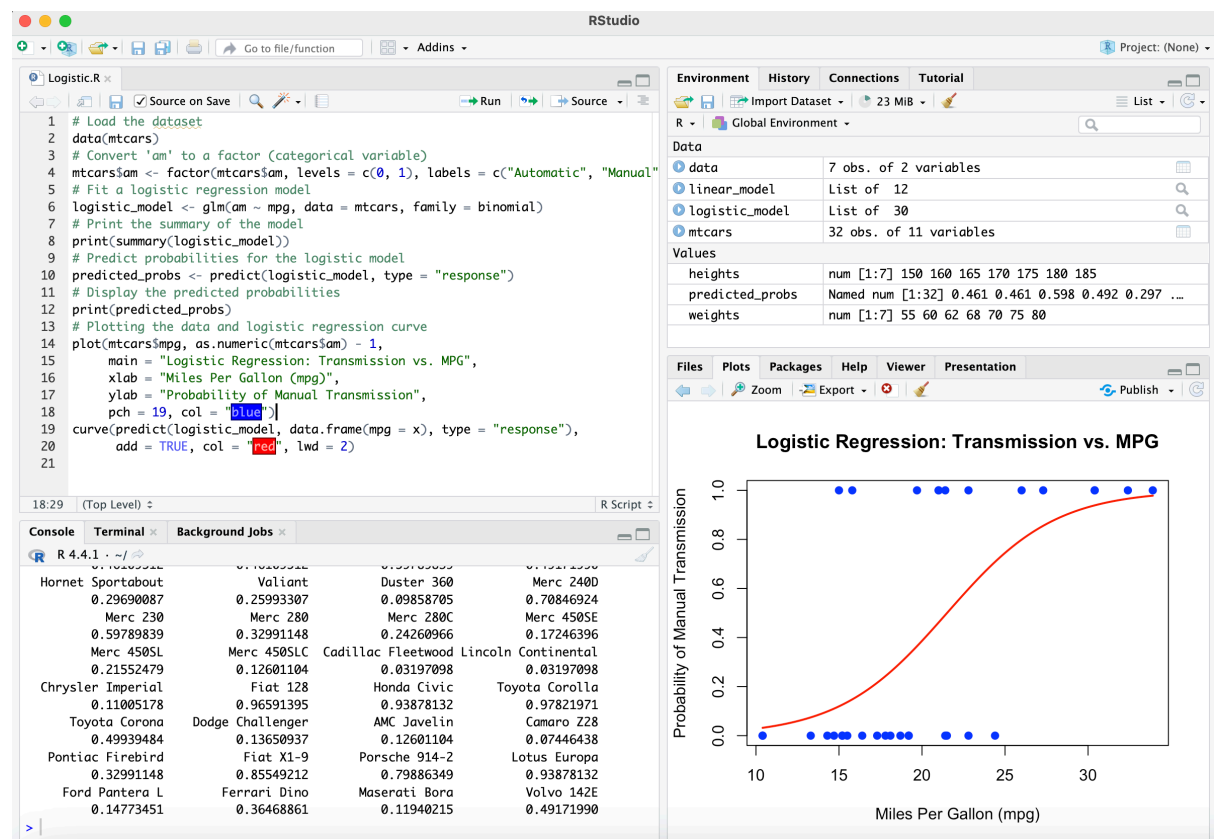 RStudio
Go to file/function
Addins
Project: (None)
Logistic.R
Source on Save
Run
Source
1 # Load the dataset
2 data(mtcars)
3 # Convert 'am' to a factor (categorical variable)
4 mtcars$am <- factor(mtcars$am, levels = c(0, 1), labels = c("Automatic", "Manual"
5 # Fit a logistic regression model
6 logistic_model <- glm(am ~ mpg, data = mtcars, family = binomial)
7 # Print the summary of the model
8 print(summary(logistic_model))
9 # Predict probabilities for the logistic model
10 predicted_probs <- predict(logistic_model, type = "response")
11 # Display the predicted probabilities
12 print(predicted_probs)
13 # Plotting the data and logistic regression curve
14 plot(mtcars$mpg, as.numeric(mtcars$am) - 1,
15 main = "Logistic Regression: Transmission vs. MPG",
16 xlab = "Miles Per Gallon (mpg)",
17 ylab = "Probability of Manual Transmission",
18 pch = 19, col = "blue")
19 curve(predict(logistic_model, data.frame(mpg = x), type = "response"),
20 add = TRUE, col = "red", lwd = 2)
21
18:29 (Top Level) R Script
Console Terminal Background Jobs
R 4.4.1 · ~/
Hornet Sportabout Valiant Duster 360 Merc 240D
0.29690087 0.25993307 0.09858705 0.70846924
Merc 230 Merc 280 Merc 280C Merc 450SE
0.59789839 0.32991148 0.24260966 0.17246396
Merc 450SL Merc 450SLC Cadillac Fleetwood Lincoln Continental
0.21552479 0.12601104 0.03197098 0.03197098
Chrysler Imperial Fiat 128 Honda Civic Toyota Corolla
0.11005178 0.96591395 0.93878132 0.97821971
Toyota Corona Dodge Challenger AMC Javelin Camaro Z28
0.49939484 0.13650937 0.12601104 0.07446438
Pontiac Firebird Fiat X1-9 Porsche 914-2 Lotus Europa
0.32991148 0.85549212 0.79886349 0.93878132
Ford Pantera L Ferrari Dino Maserati Bora Volvo 142E
0.14773451 0.36468861 0.11940215 0.49171990
>
Environment History Connections Tutorial
Import Dataset 23 MiB List
R Global Environment
Data
data 7 obs. of 2 variables
linear_model List of 12
logistic_model List of 30
mtcars 32 obs. of 11 variables
Values
heights num [1:7] 150 160 165 170 175 180 185
predicted_probs Named num [1:32] 0.461 0.461 0.598 0.492 0.297 ...
weights num [1:7] 55 60 62 68 70 75 80
Files Plots Packages Help Viewer Presentation
Zoom Export Publish
Logistic Regression: Transmission vs. MPG
Probability of Manual Transmission
1.0
0.8
0.6
0.4
0.2
0.0
10 15 20 25 30
Miles Per Gallon (mpg)